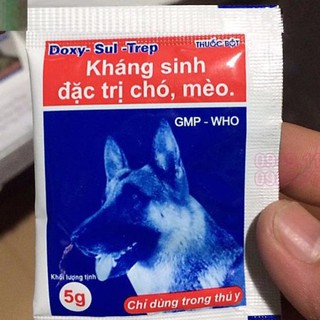 Doxy- Sul -Trep
THUỐC BỘT
Kháng sinh
đặc trị chó, mèo.
GMP - WHO
Khối lượng tịnh
5g
Chỉ dùng trong thú y